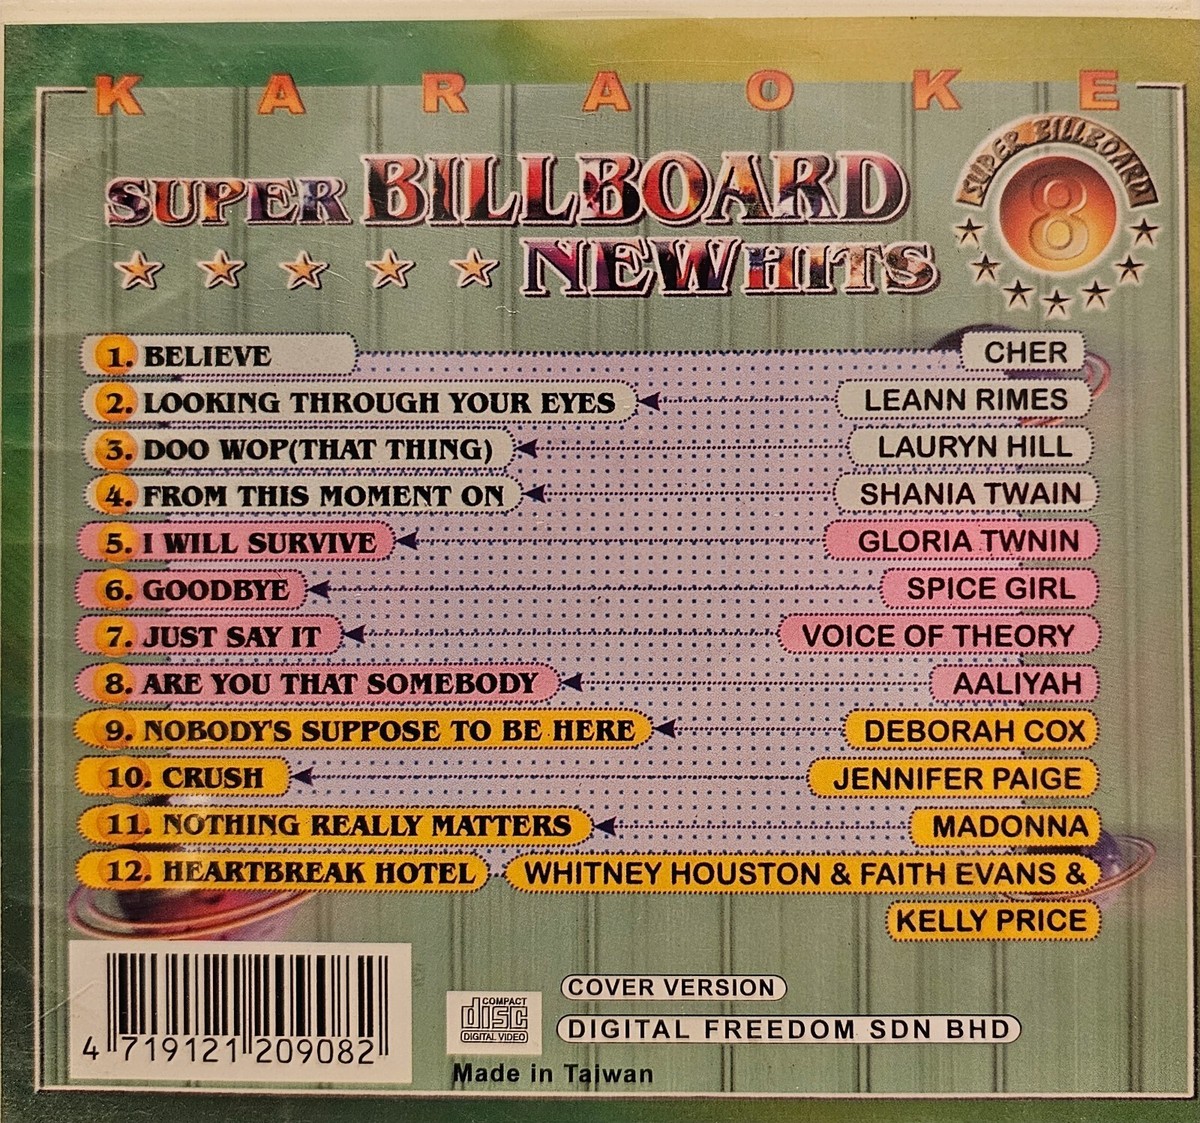 KARAOKE
SUPER BILLBOARD
NEW HITS
SUPER BILLBOARD
8
1. BELIEVE CHER
2. LOOKING THROUGH YOUR EYES LEANN RIMES
3. DOO WOP(THAT THING) LAURYN HILL
4. FROM THIS MOMENT ON SHANIA TWAIN
5. I WILL SURVIVE GLORIA TWNIN
6. GOODBYE SPICE GIRL
7. JUST SAY IT VOICE OF THEORY
8. ARE YOU THAT SOMEBODY AALIYAH
9. NOBODY'S SUPPOSE TO BE HERE DEBORAH COX
10. CRUSH JENNIFER PAIGE
11. NOTHING REALLY MATTERS MADONNA
12. HEARTBREAK HOTEL WHITNEY HOUSTON & FAITH EVANS &
KELLY PRICE
4 719121 209082
COMPACT
disc
DIGITAL VIDEO
COVER VERSION
DIGITAL FREEDOM SDN BHD
Made in Taiwan